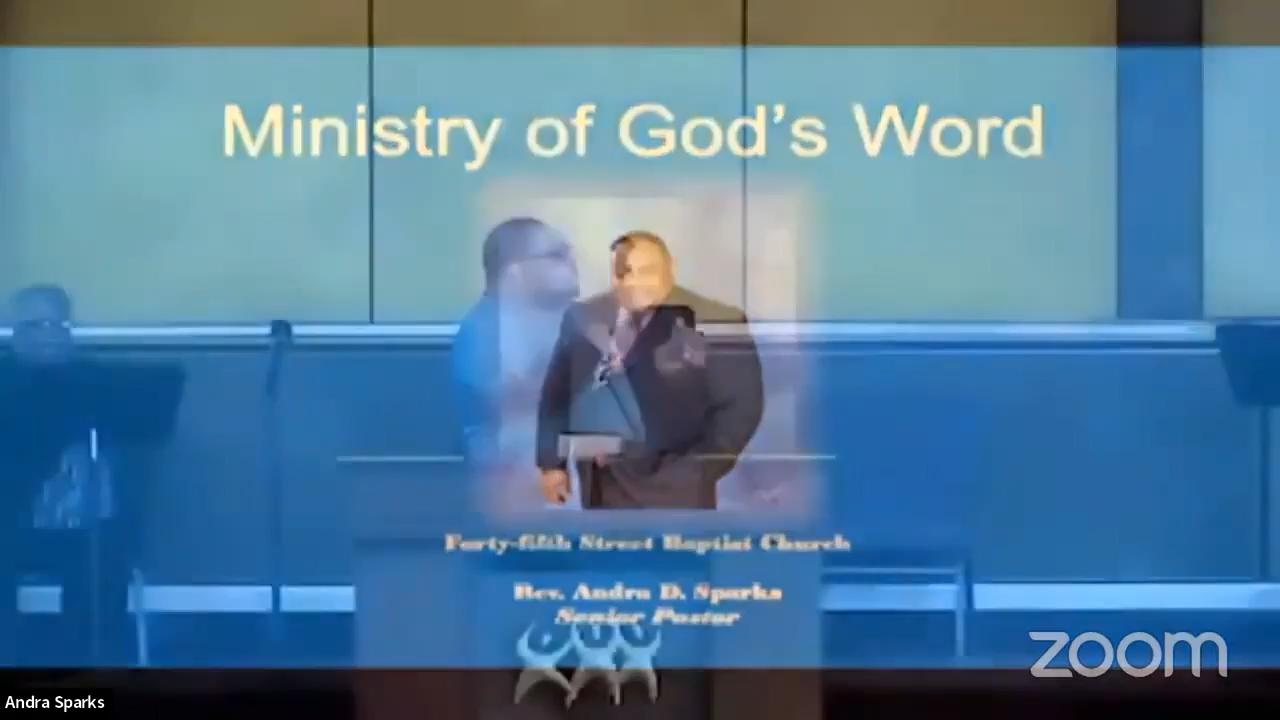 Ministry of God's Word
Forty-fifth Street Baptist Church
Rev. Andra D. Sparks
Senior Pastor
zoom
Andra Sparks